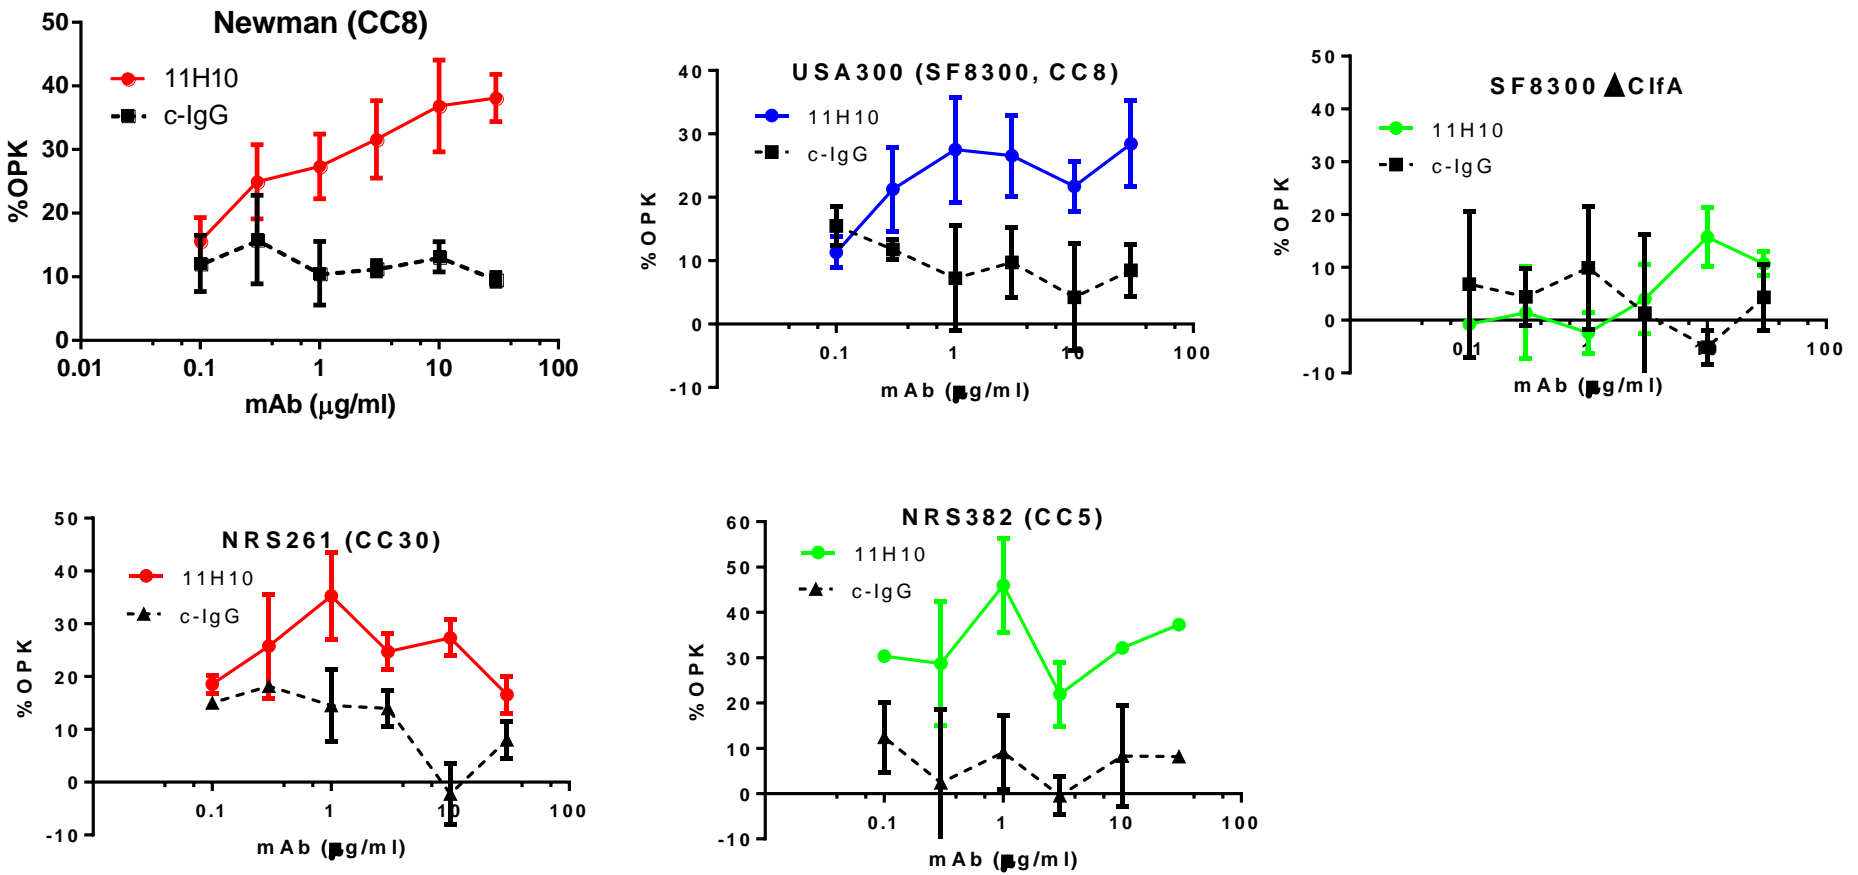 Newman (CC8)
11H10
c-IgG
%OPK
50
40
30
20
10
0
0.01 0.1 1 10 100
mAb (μg/ml)
USA300 (SF8300, CC8)
11H10
c-IgG
%OPK
40
30
20
10
0
-10
0.1 1 10 100
mAb (μg/ml)
SF8300 ▲ClfA
11H10
c-IgG
%OPK
50
40
30
20
10
0
-10
0.1 1 10 100
mAb (μg/ml)
NRS261 (CC30)
11H10
c-IgG
%OPK
50
40
30
20
10
0
-10
0.1 1 10 100
mAb (μg/ml)
NRS382 (CC5)
11H10
c-IgG
%OPK
60
50
40
30
20
10
0
-10
0.1 1 10 100
mAb (μg/ml)